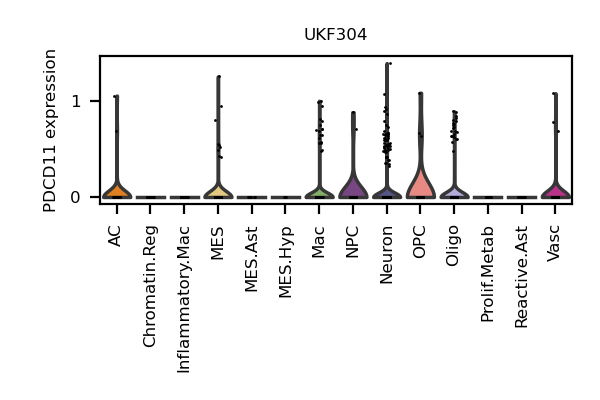 UKF304
PDCD11 expression
1
0
AC
Chromatin.Reg
Inflammatory.Mac
MES
MES.Ast
MES.Hyp
Mac
NPC
Neuron
OPC
Oligo
Prolif.Metab
Reactive.Ast
Vasc